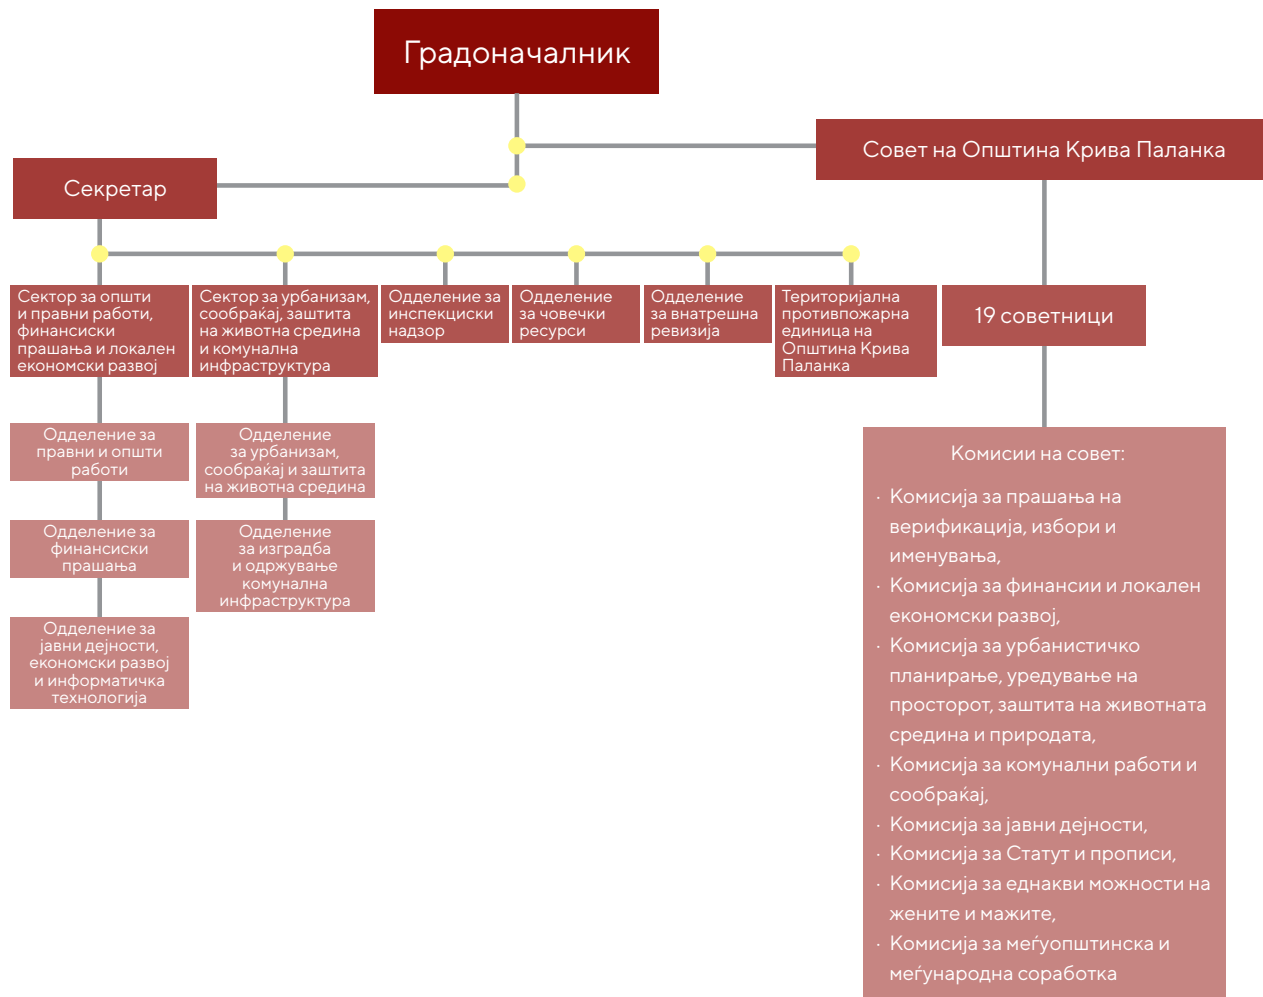 Градоначалник
Совет на Општина Крива Паланка
Секретар
Сектор за општи
и правни работи,
финансиски
прашања и локален
економски развој
Сектор за урбанизам,
сообраќај, заштита
на животна средина
и комунална
инфраструктура
Одделение за
инспекциски
надзор
Одделение
за човечки
ресурси
Одделение
за внатрешна
ревизија
Територијална
противпожарна
единица на
Општина Крива
Паланка
19 советници
Одделение за
правни и општи
работи
Одделение за
финансиски
прашања
Одделение за
јавни дејности,
економски развој
и информатичка
технологија
Одделение
за урбанизам,
сообраќај и заштита
на животна средина
Одделение
за изградба
и одржување
комунална
инфраструктура
Комисии на совет:
· Комисија за прашања на
верификација, избори и
именувања,
· Комисија за финансии и локален
економски развој,
· Комисија за урбанистичко
планирање, уредување на
просторот, заштита на животната
средина и природата,
· Комисија за комунални работи и
сообраќај,
· Комисија за јавни дејности,
· Комисија за Статут и прописи,
· Комисија за еднакви можности на
жените и мажите,
· Комисија за меѓуопштинска и
меѓународна соработка